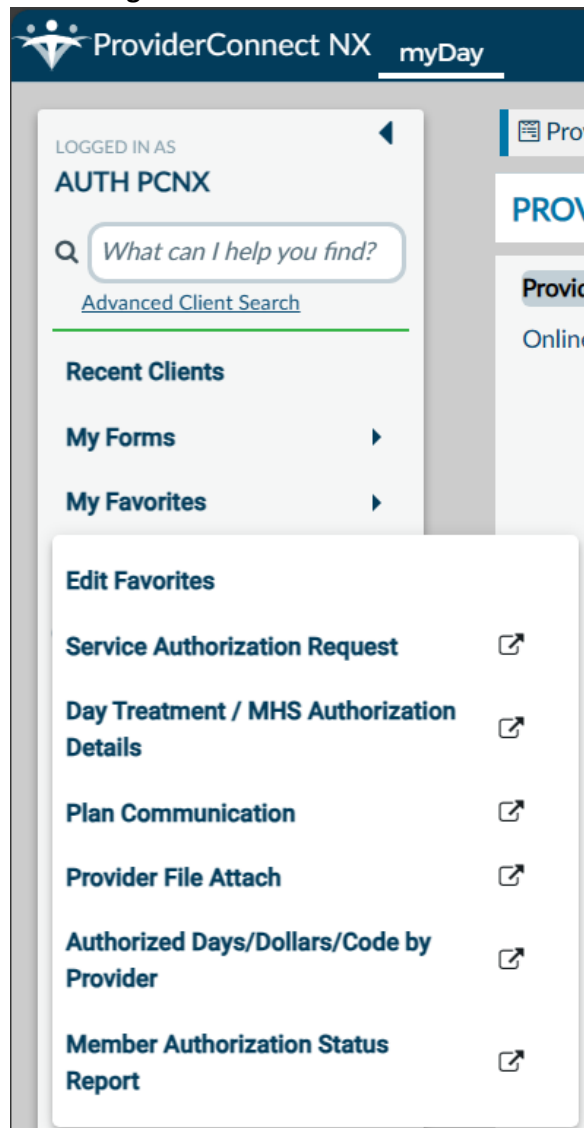 ProviderConnect NX myDay
LOGGED IN AS
AUTH PCNX
What can I help you find?
Advanced Client Search
Recent Clients
My Forms
My Favorites
Edit Favorites
Service Authorization Request
Day Treatment / MHS Authorization
Details
Plan Communication
Provider File Attach
Authorized Days/Dollars/Code by
Provider
Member Authorization Status
Report